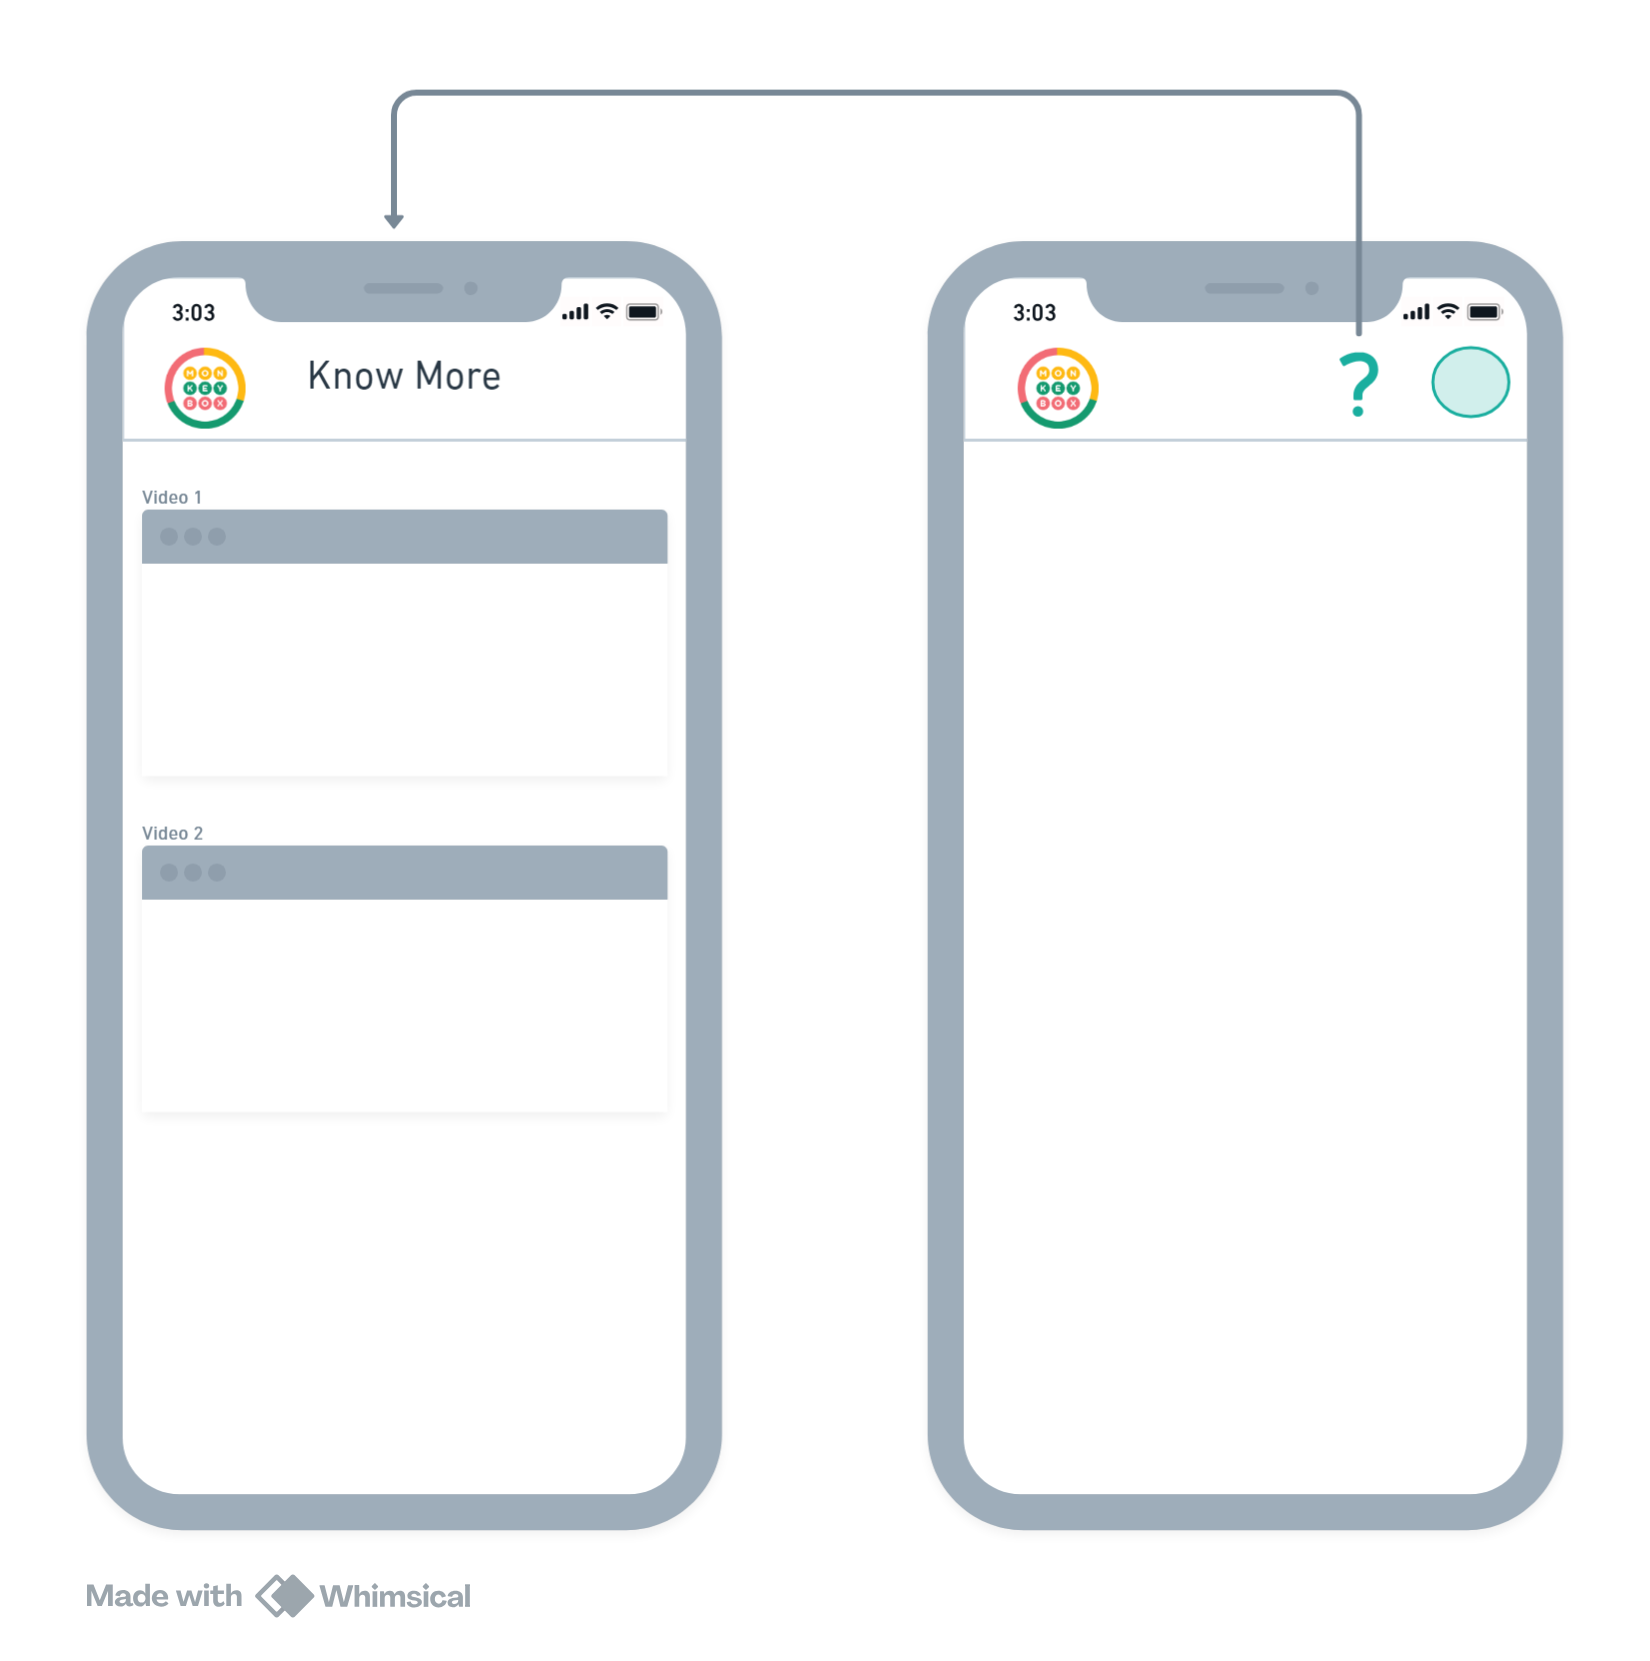 3:03
MON
KEY
BOX
Know More
Video 1
Video 2
3:03
MON
KEY
BOX
?
Made with Whimsical